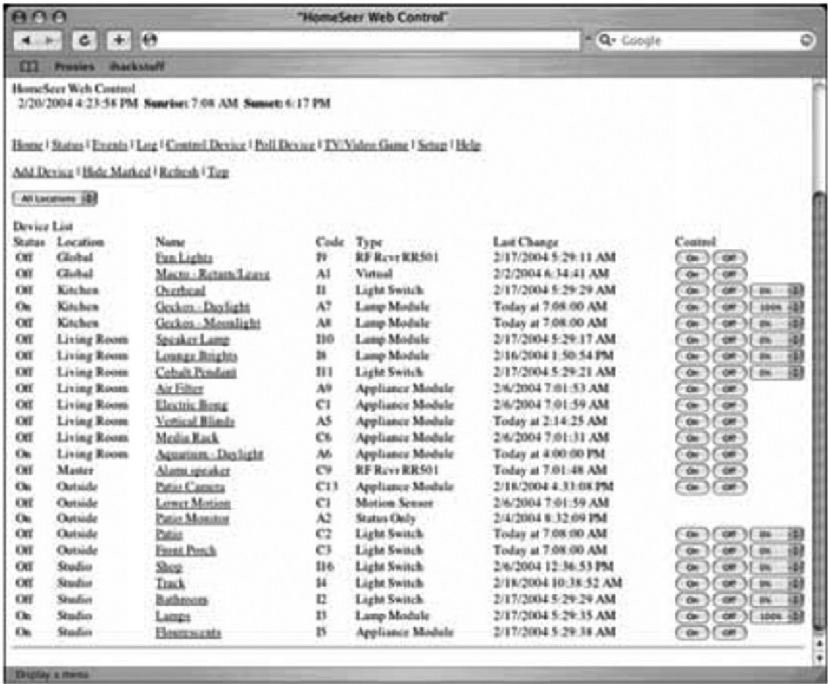 "HomeSeer Web Control"
Google
Proxies ihackstuff
HomeSeer Web Control
2/20/2004 4:23:58 PM Sunrise: 7:08 AM Sunset: 6:17 PM
Home | Status | Events | Log | Control Device | Poll Device | TV/Video Game | Setup | Help
Add Device | Hide Marked | Refresh | Top
All Locations
Device List
Status Location Name Code Type Last Change Control
Off Global Fun Lights I9 RF Rcvr RR501 2/17/2004 5:29:11 AM On Off
Off Global Macro - Return/Leave A1 Virtual 2/2/2004 6:34:41 AM On Off
Off Kitchen Overhead I1 Light Switch 2/17/2004 5:29:29 AM On Off 0%
On Kitchen Geckos - Daylight A7 Lamp Module Today at 7:08:00 AM On Off 100%
Off Kitchen Geckos - Moonlight A8 Lamp Module Today at 7:08:00 AM On Off 0%
Off Living Room Speaker Lamp I10 Lamp Module 2/17/2004 5:29:17 AM On Off 0%
Off Living Room Lounge Brights I8 Lamp Module 2/16/2004 1:50:54 PM On Off 0%
Off Living Room Cobalt Pendant I11 Light Switch 2/17/2004 5:29:21 AM On Off 0%
Off Living Room Air Filter A9 Appliance Module 2/6/2004 7:01:53 AM On Off
Off Living Room Electric Bong C1 Appliance Module 2/6/2004 7:01:59 AM On Off
Off Living Room Vertical Blinds A5 Appliance Module Today at 2:14:25 AM On Off
Off Living Room Media Rack C6 Appliance Module 2/6/2004 7:01:31 AM On Off
On Living Room Aquarium - Daylight A6 Appliance Module Today at 4:00:00 PM On Off
Off Master Alarm speaker C9 RF Rcvr RR501 Today at 7:01:48 AM On Off
On Outside Patio Camera C13 Appliance Module 2/18/2004 4:33:08 PM On Off
Off Outside Lower Motion C1 Motion Sensor 2/6/2004 7:01:59 AM
On Outside Patio Monitor A2 Status Only 2/4/2004 8:32:09 PM
Off Outside Patio C2 Light Switch Today at 7:08:00 AM On Off 0%
Off Outside Front Porch C3 Light Switch Today at 7:08:00 AM On Off 0%
Off Studio Shop I16 Light Switch 2/6/2004 12:36:53 PM On Off 0%
Off Studio Track I4 Light Switch 2/18/2004 10:38:52 AM On Off 0%
Off Studio Bathroom I2 Light Switch 2/17/2004 5:29:29 AM On Off 0%
On Studio Lamps I3 Lamp Module 2/17/2004 5:29:35 AM On Off 100%
On Studio Flourescents I5 Appliance Module 2/17/2004 5:29:38 AM On Off
Display a menu